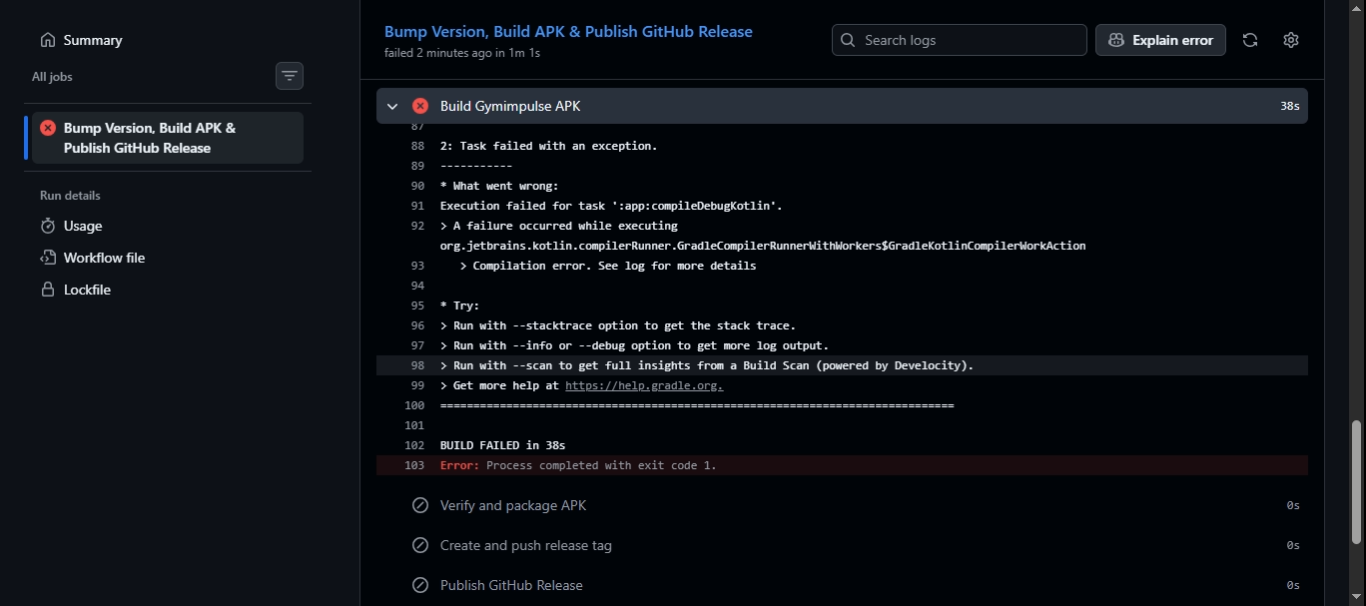 Summary
All jobs
Bump Version, Build APK &
Publish GitHub Release
Run details
Usage
Workflow file
Lockfile
Bump Version, Build APK & Publish GitHub Release
failed 2 minutes ago in 1m 1s
Search logs
Explain error
Build Gymimpulse APK 38s
87
88 2: Task failed with an exception.
89 -----------
90 * What went wrong:
91 Execution failed for task ':app:compileDebugKotlin'.
92 > A failure occurred while executing
org.jetbrains.kotlin.compilerRunner.GradleCompilerRunnerWithWorkers$GradleKotlinCompilerWorkAction
93 > Compilation error. See log for more details
94
95 * Try:
96 > Run with --stacktrace option to get the stack trace.
97 > Run with --info or --debug option to get more log output.
98 > Run with --scan to get full insights from a Build Scan (powered by Develocity).
99 > Get more help at https://help.gradle.org.
100 ==============================================================================
101
102 BUILD FAILED in 38s
103 Error: Process completed with exit code 1.
Verify and package APK 0s
Create and push release tag 0s
Publish GitHub Release 0s